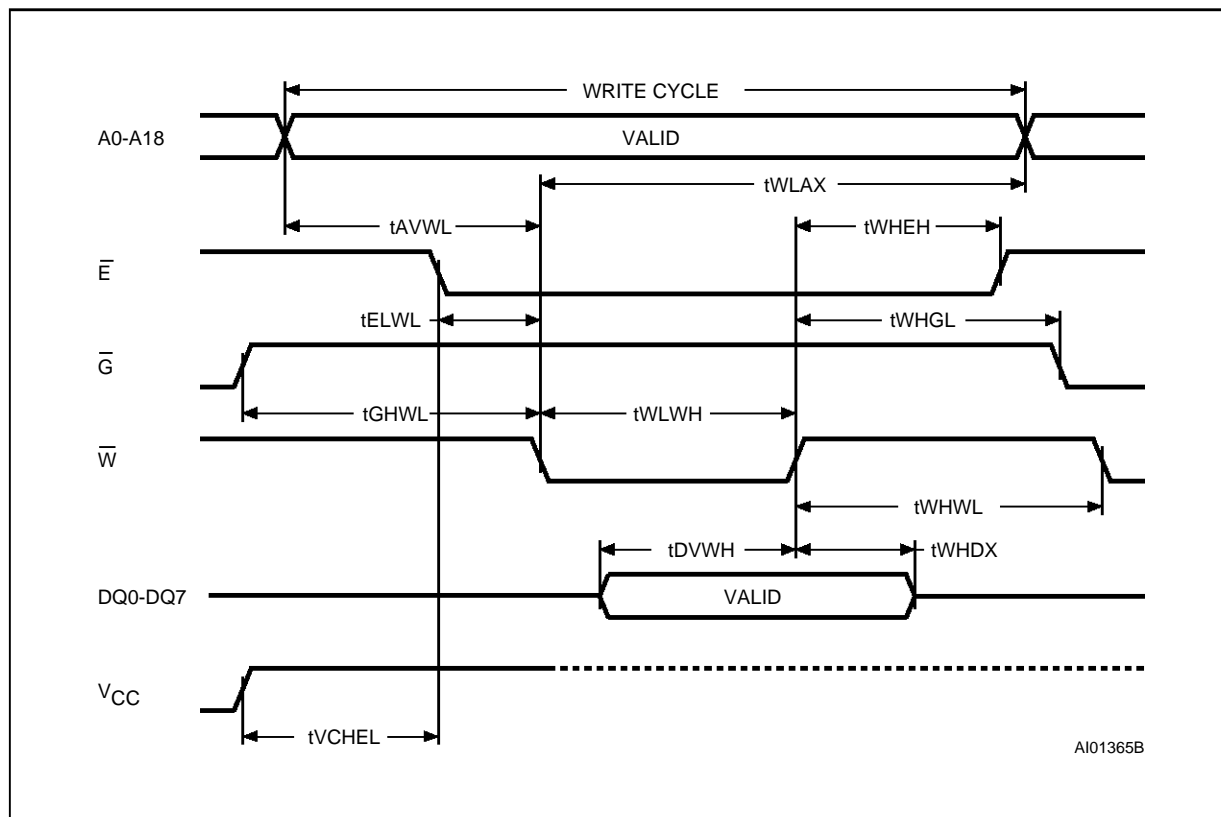 WRITE CYCLE
A0-A18
VALID
tWLAX
tAVWL
tWHEH
E̅
tELWL
tWHGL
G̅
tGHWL
tWLWH
W̅
tWHWL
tDVWH
tWHDX
DQ0-DQ7
VALID
VCC
tVCHEL
AI01365B